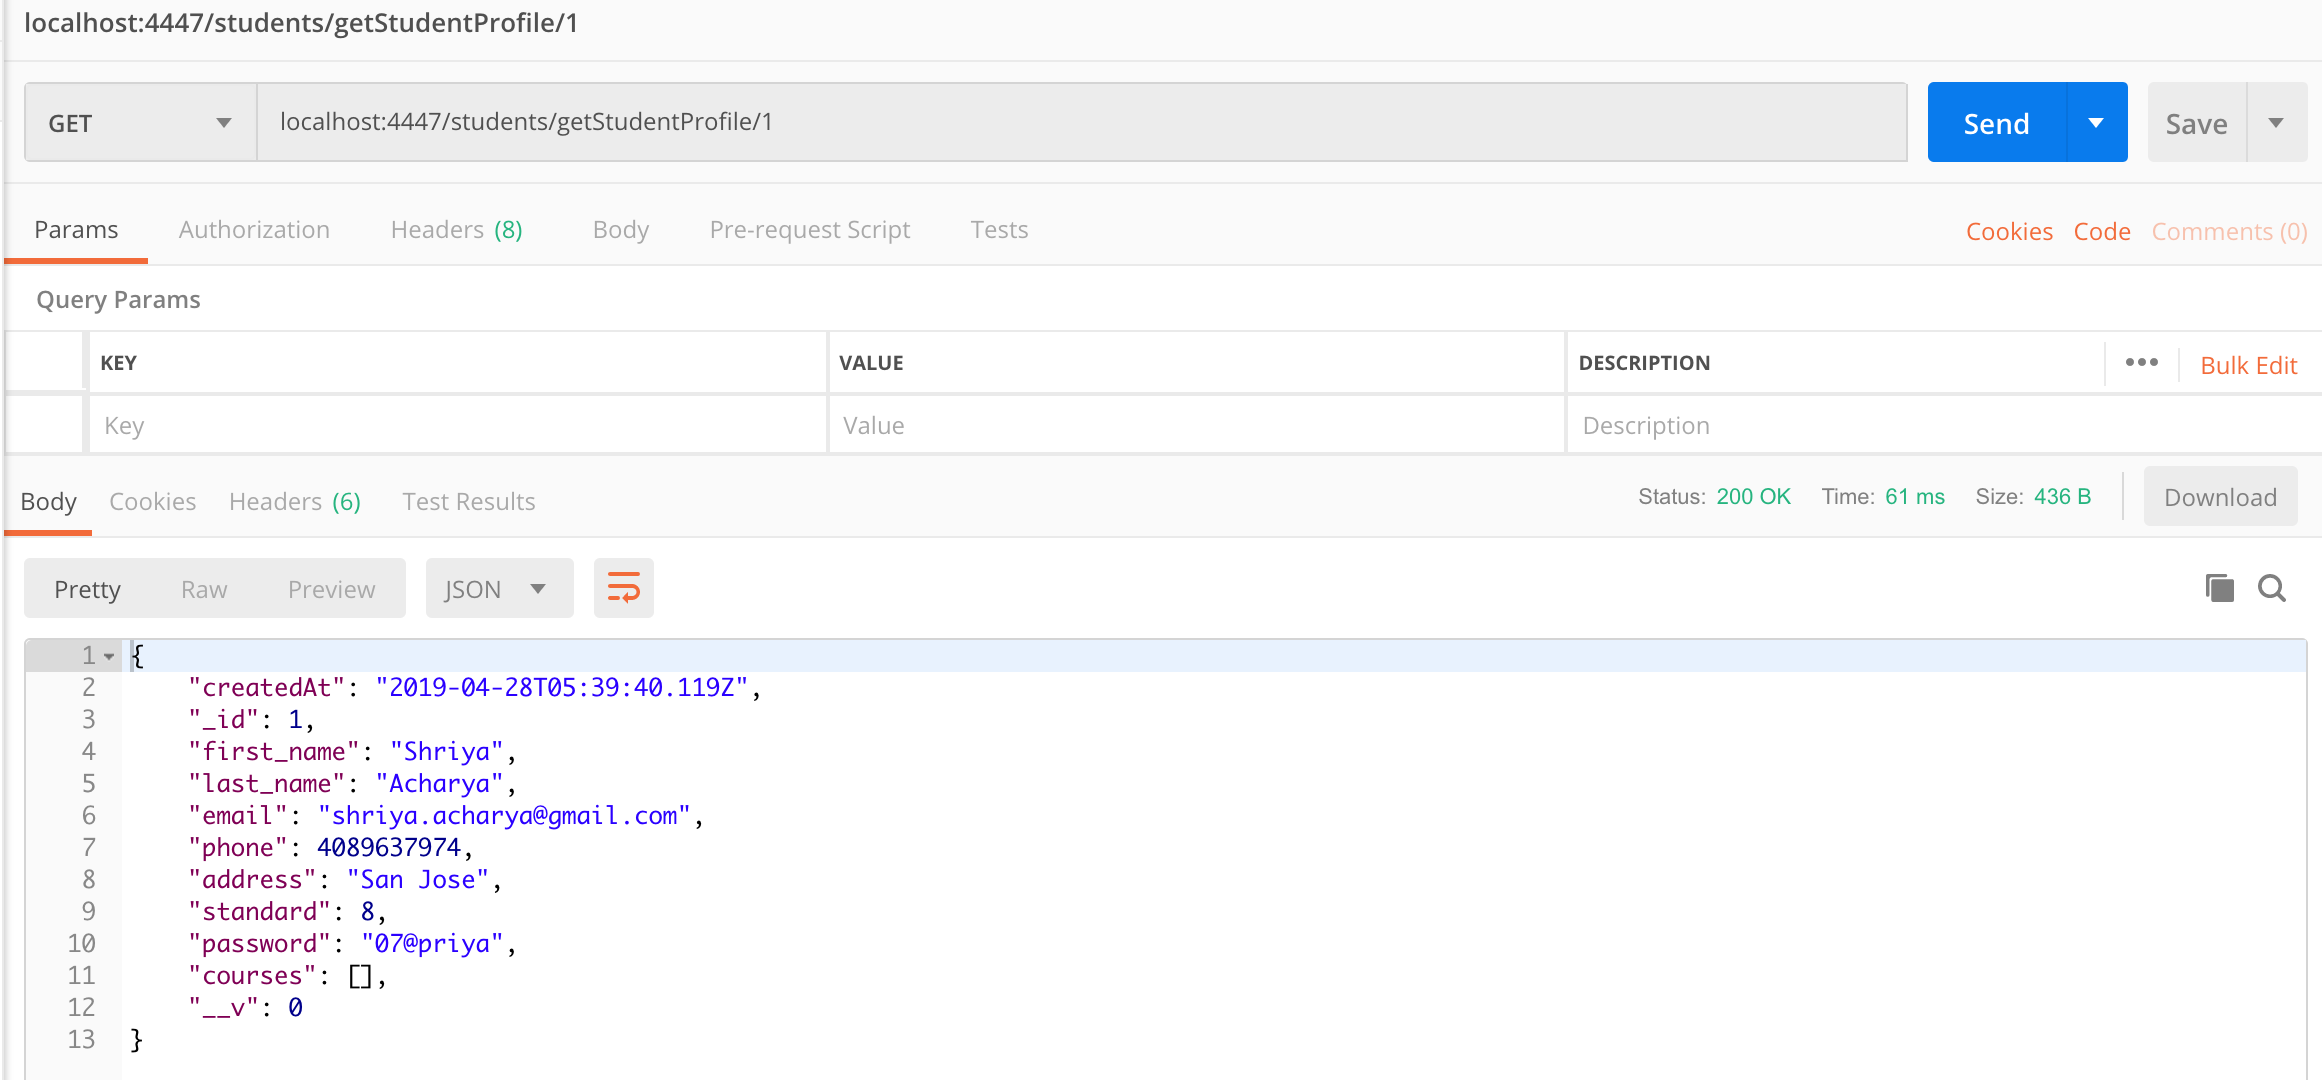 localhost:4447/students/getStudentProfile/1
GET localhost:4447/students/getStudentProfile/1 Send Save
Params Authorization Headers (8) Body Pre-request Script Tests Cookies Code Comments (0)
Query Params
KEY VALUE DESCRIPTION ••• Bulk Edit
Key Value Description
Body Cookies Headers (6) Test Results Status: 200 OK Time: 61 ms Size: 436 B Download
Pretty Raw Preview JSON
1 {
2 "createdAt": "2019-04-28T05:39:40.119Z",
3 "_id": 1,
4 "first_name": "Shriya",
5 "last_name": "Acharya",
6 "email": "shriya.acharya@gmail.com",
7 "phone": 4089637974,
8 "address": "San Jose",
9 "standard": 8,
10 "password": "07@priya",
11 "courses": [],
12 "__v": 0
13 }